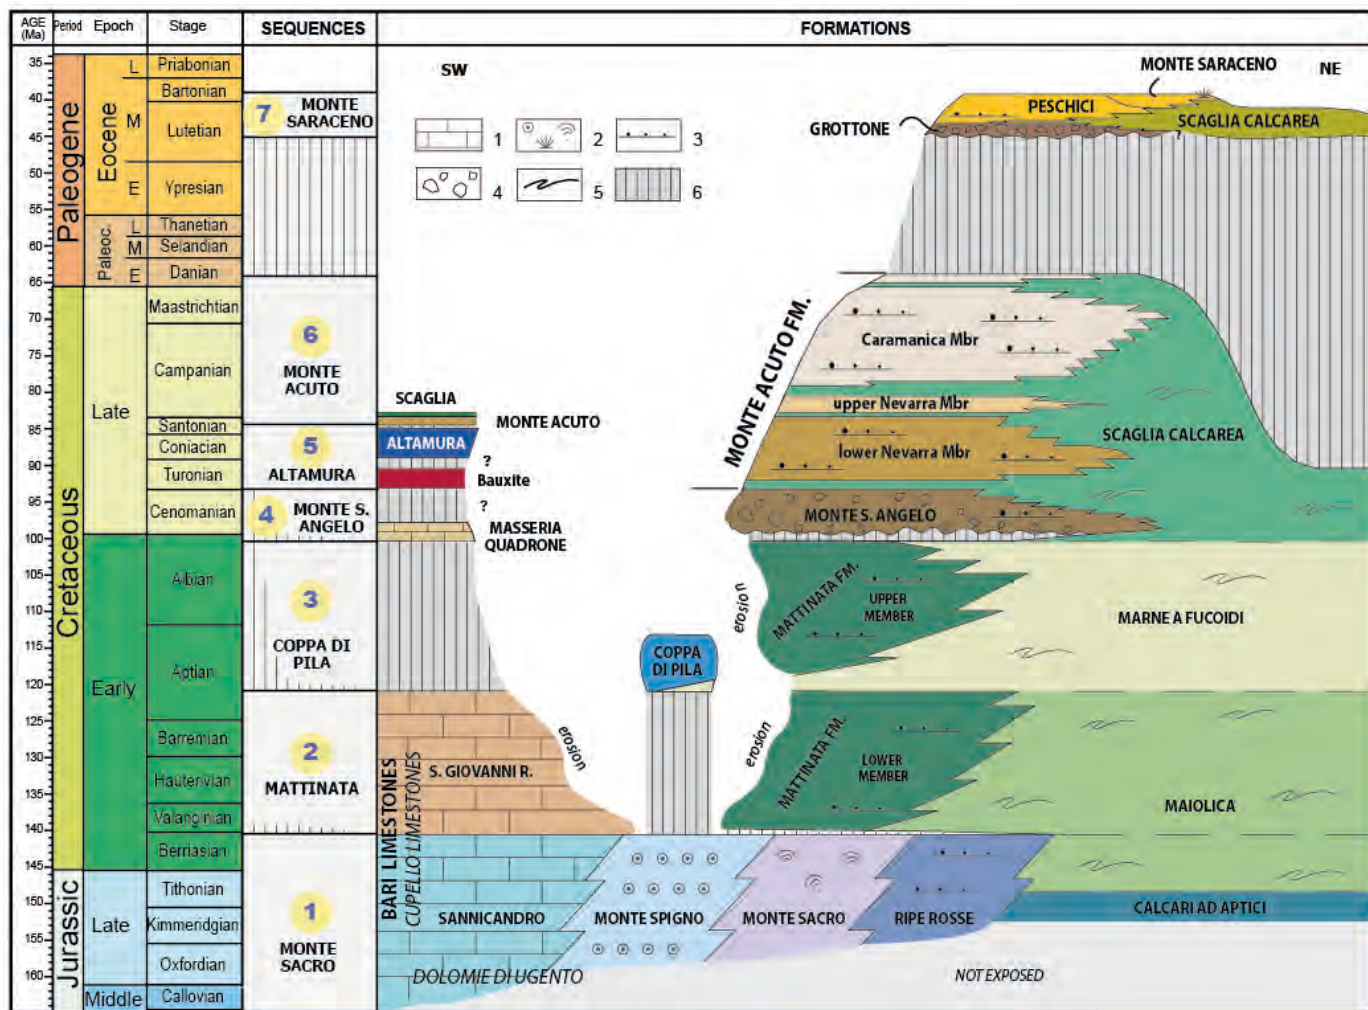 AGE
(Ma)
Period
Epoch
Stage
SEQUENCES
FORMATIONS
35
40
45
50
55
60
65
70
75
80
85
90
95
100
105
110
115
120
125
130
135
140
145
150
155
160
Paleogene
Cretaceous
Jurassic
Eocene
L
M
E
Paleoc.
L
M
E
Late
Early
Late
Middle
Priabonian
Bartonian
Lutetian
Ypresian
Thanetian
Selandian
Danian
Maastrichtian
Campanian
Santonian
Coniacian
Turonian
Cenomanian
Albian
Aptian
Barremian
Hauterivian
Valanginian
Berriasian
Tithonian
Kimmeridgian
Oxfordian
Callovian
7
MONTE
SARACENO
6
MONTE
ACUTO
5
ALTAMURA
4
MONTE S.
ANGELO
3
COPPA DI
PILA
2
MATTINATA
1
MONTE
SACRO
SW
NE
1
2
3
4
5
6
MONTE SARACENO
PESCHICI
GROTTONE
SCAGLIA CALCAREA
?
MONTE ACUTO FM.
Caramanica Mbr
upper Nevarra Mbr
lower Nevarra Mbr
SCAGLIA CALCAREA
MONTE S. ANGELO
SCAGLIA
MONTE ACUTO
ALTAMURA
?
Bauxite
?
MASSERIA
QUADRONE
erosion
MATTINATA FM.
UPPER
MEMBER
MARNE A FUCOIDI
COPPA
DI PILA
erosion
erosion
MATTINATA FM.
LOWER
MEMBER
MAIOLICA
S. GIOVANNI R.
BARI LIMESTONES
CUPELLO LIMESTONES
SANNICANDRO
MONTE SPIGNO
MONTE SACRO
RIPE ROSSE
CALCARI AD APTICI
DOLOMIE DI UGENTO
NOT EXPOSED